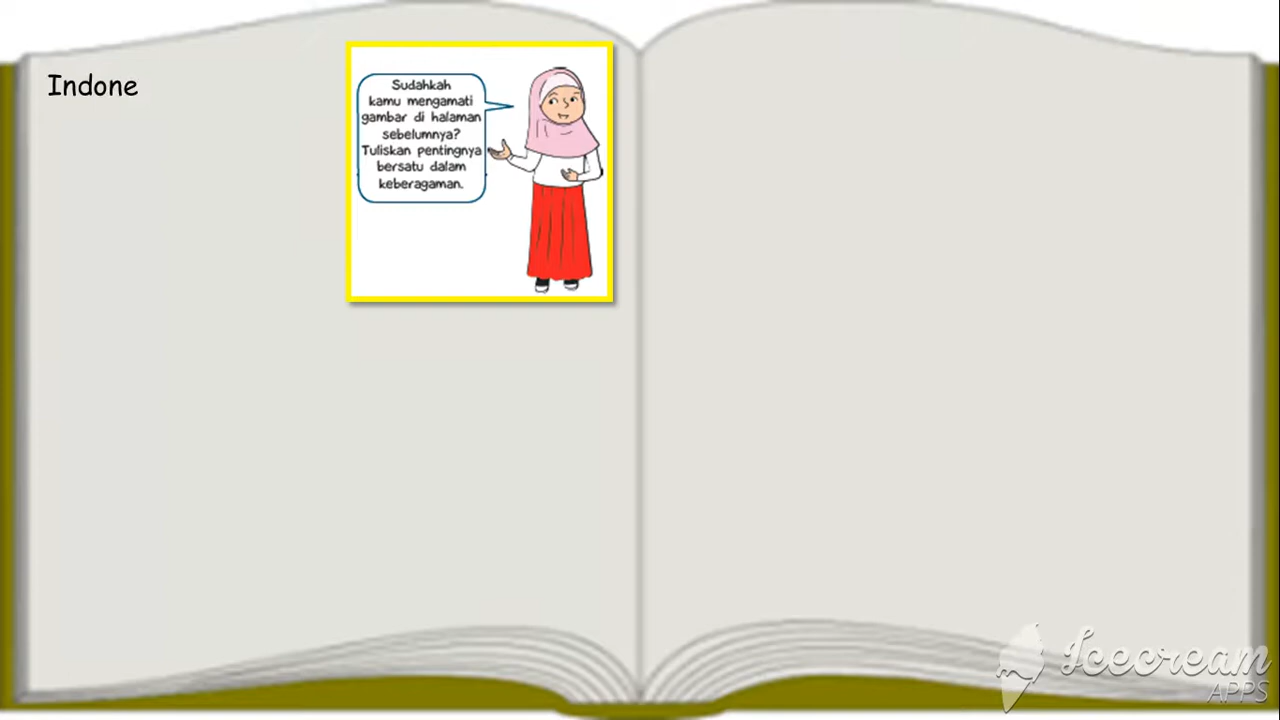 Indone
Sudahkah
kamu mengamati
gambar di halaman
sebelumnya?
Tuliskan pentingnya
bersatu dalam
keberagaman.
Icecream
APPS